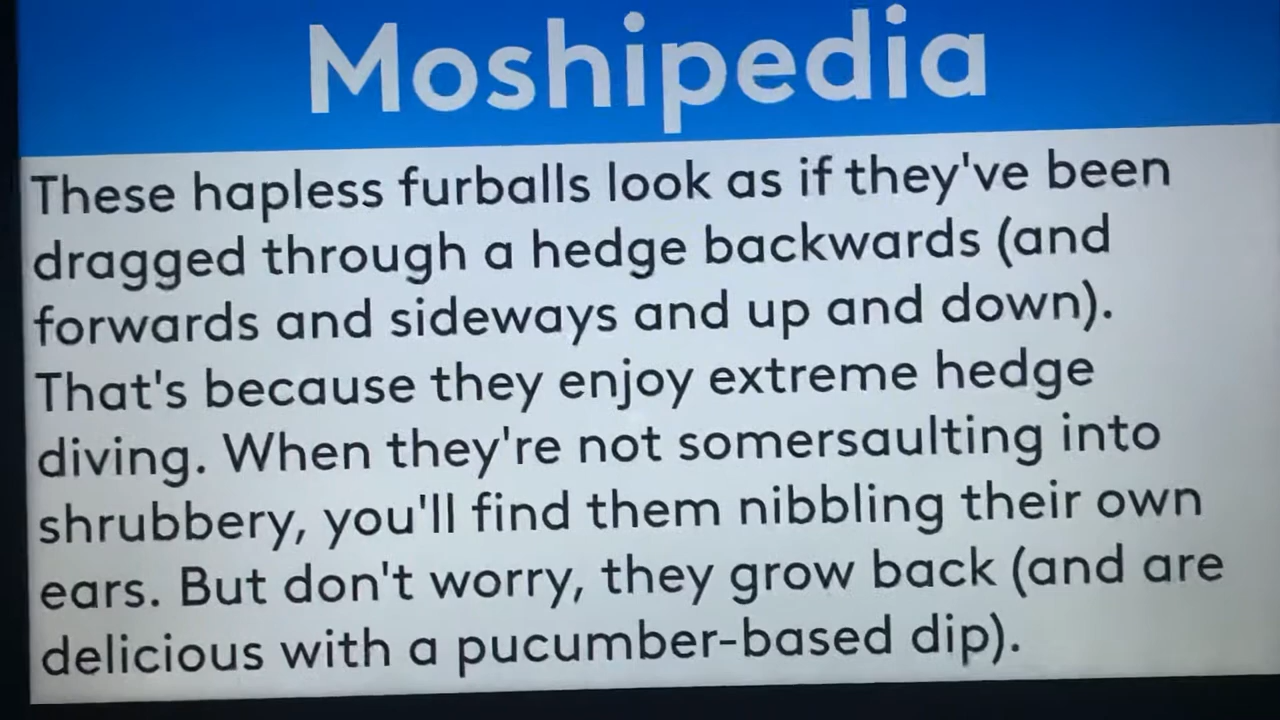 Moshipedia
These hapless furballs look as if they've been
dragged through a hedge backwards (and
forwards and sideways and up and down).
That's because they enjoy extreme hedge
diving. When they're not somersaulting into
shrubbery, you'll find them nibbling their own
ears. But don't worry, they grow back (and are
delicious with a pucumber-based dip).